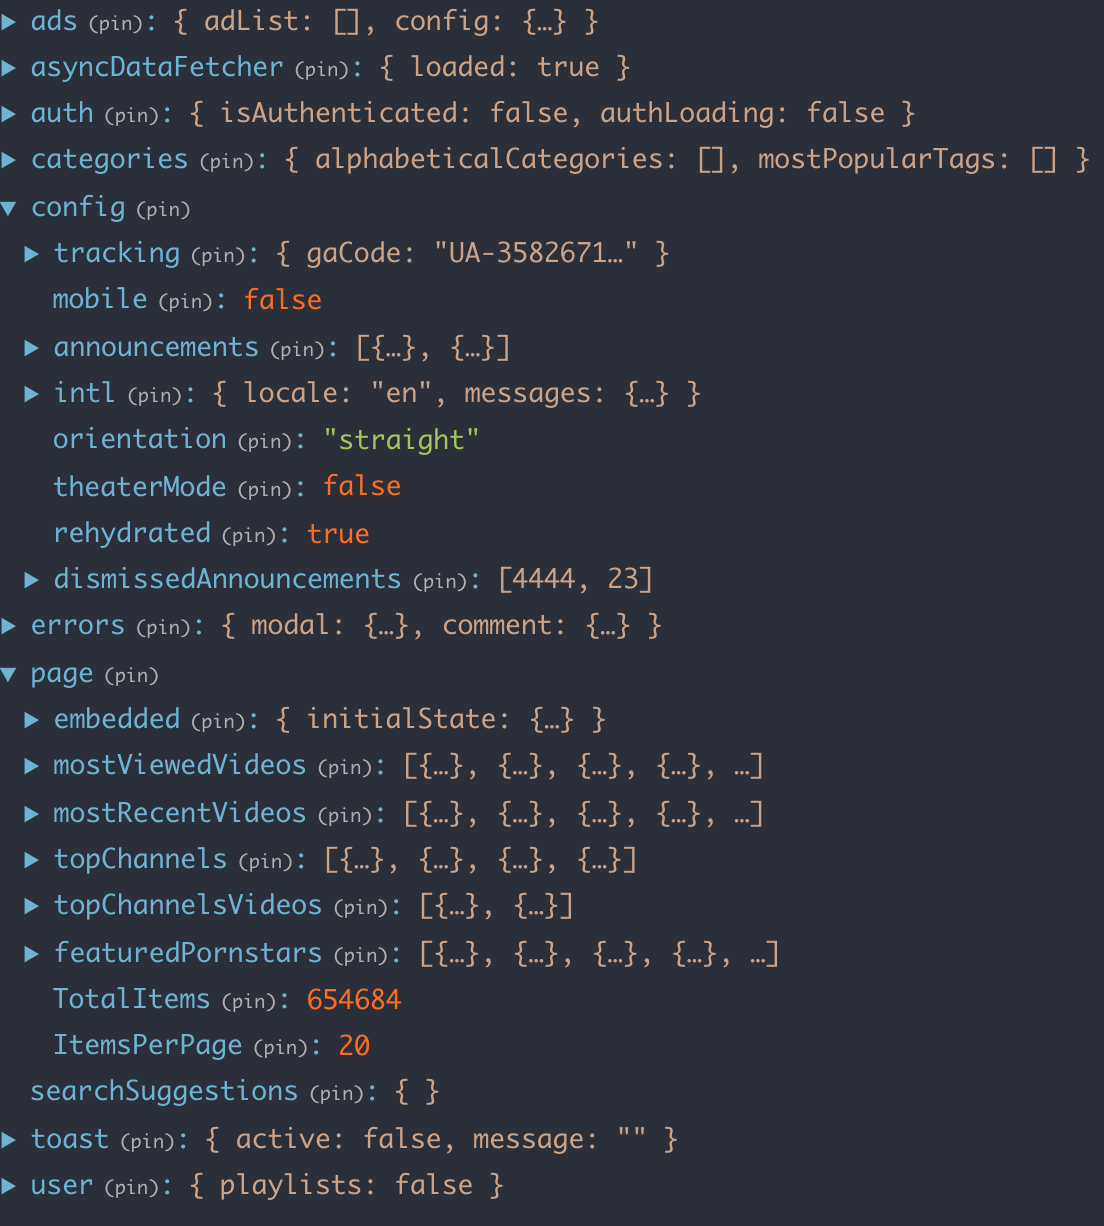 ads (pin): { adList: [], config: {…} }
asyncDataFetcher (pin): { loaded: true }
auth (pin): { isAuthenticated: false, authLoading: false }
categories (pin): { alphabeticalCategories: [], mostPopularTags: [] }
config (pin)
tracking (pin): { gaCode: "UA-3582671…" }
mobile (pin): false
announcements (pin): [{…}, {…}]
intl (pin): { locale: "en", messages: {…} }
orientation (pin): "straight"
theaterMode (pin): false
rehydrated (pin): true
dismissedAnnouncements (pin): [4444, 23]
errors (pin): { modal: {…}, comment: {…} }
page (pin)
embedded (pin): { initialState: {…} }
mostViewedVideos (pin): [{…}, {…}, {…}, {…}, …]
mostRecentVideos (pin): [{…}, {…}, {…}, {…}, …]
topChannels (pin): [{…}, {…}, {…}, {…}]
topChannelsVideos (pin): [{…}, {…}]
featuredPornstars (pin): [{…}, {…}, {…}, {…}, …]
TotalItems (pin): 654684
ItemsPerPage (pin): 20
searchSuggestions (pin): { }
toast (pin): { active: false, message: "" }
user (pin): { playlists: false }